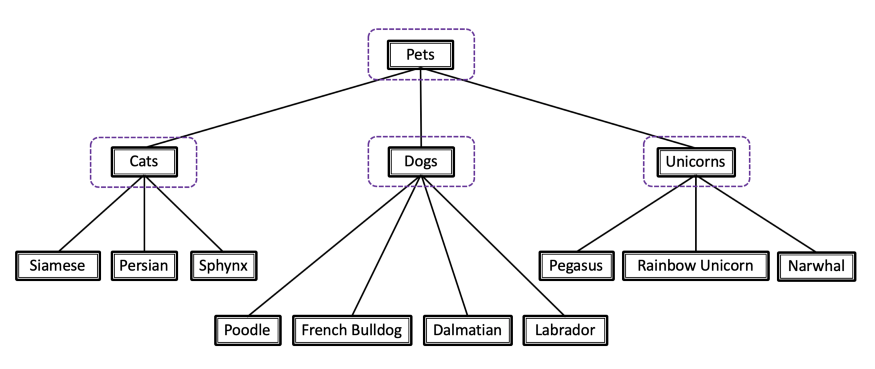 Pets
Cats
Dogs
Unicorns
Siamese
Persian
Sphynx
Pegasus
Rainbow Unicorn
Narwhal
Poodle
French Bulldog
Dalmatian
Labrador